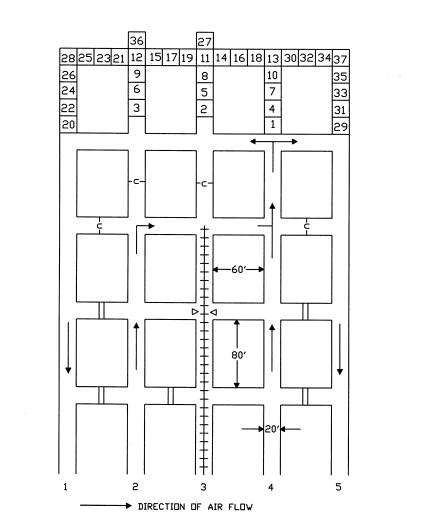 36 27
28 25 23 21 12 15 17 19 11 14 16 18 13 30 32 34 37
26 9 8 10 35
24 6 5 7 33
22 3 2 4 31
20 1 29
C C
C C
60'
80'
20'
1 2 3 4 5
DIRECTION OF AIR FLOW